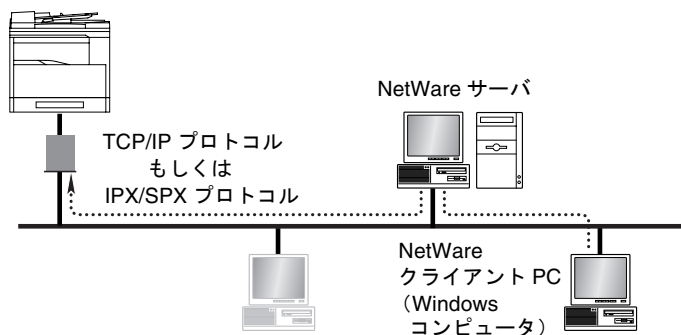 NetWare サーバ
TCP/IP プロトコル
もしくは
IPX/SPX プロトコル
NetWare
クライアント PC
（Windows
コンピュータ）